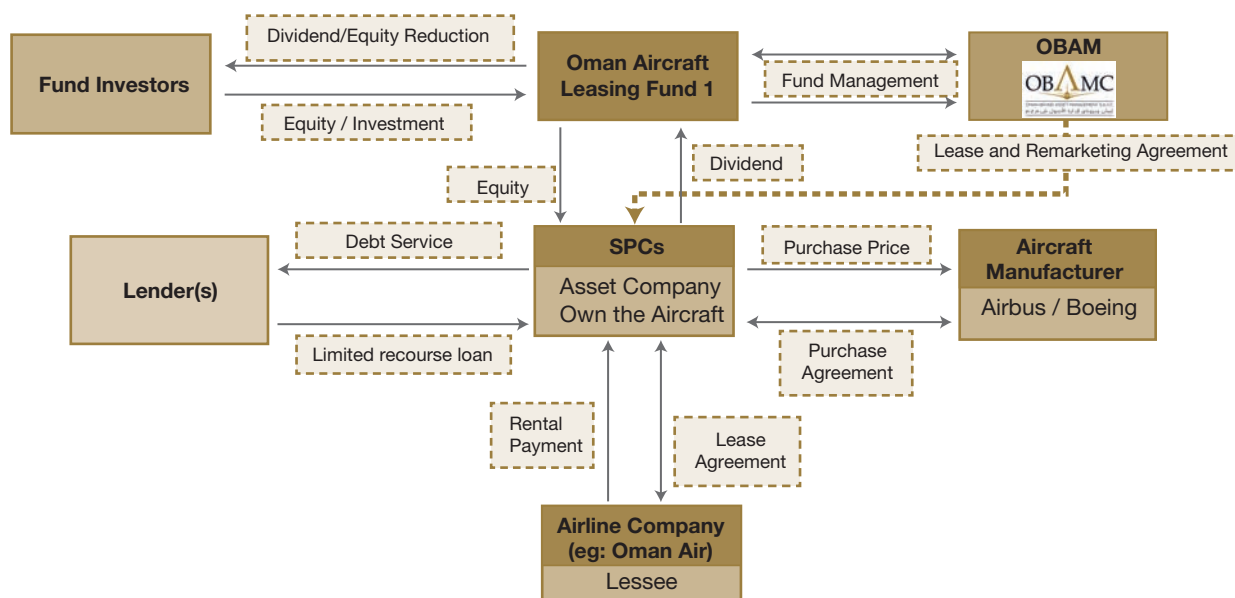 Dividend/Equity Reduction
Fund Investors
Equity / Investment
Oman Aircraft
Leasing Fund 1
Fund Management
OBAM
OBAMC
Lease and Remarketing Agreement
Equity
Dividend
Debt Service
Lender(s)
Limited recourse loan
SPCs
Asset Company
Own the Aircraft
Purchase Price
Aircraft
Manufacturer
Airbus / Boeing
Purchase
Agreement
Rental
Payment
Lease
Agreement
Airline Company
(eg: Oman Air)
Lessee